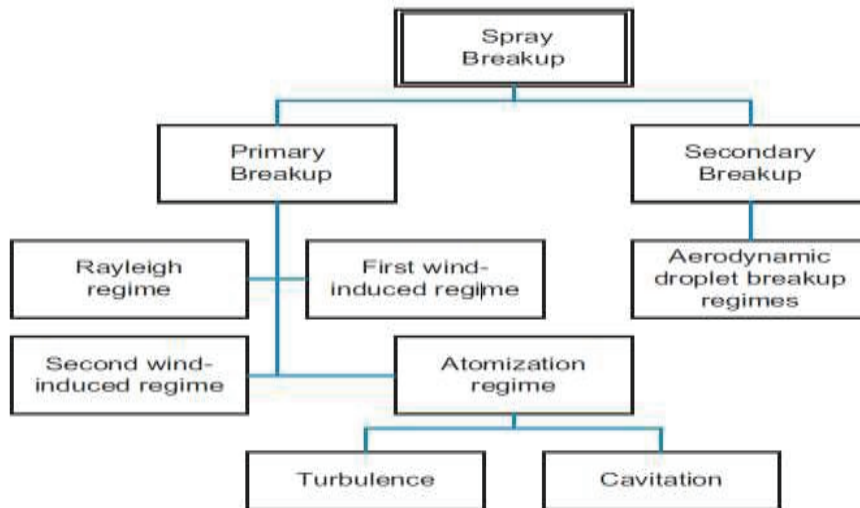 Spray
Breakup
Primary
Breakup
Secondary
Breakup
Rayleigh
regime
First wind-
induced regime
Aerodynamic
droplet breakup
regimes
Second wind-
induced regime
Atomization
regime
Turbulence
Cavitation